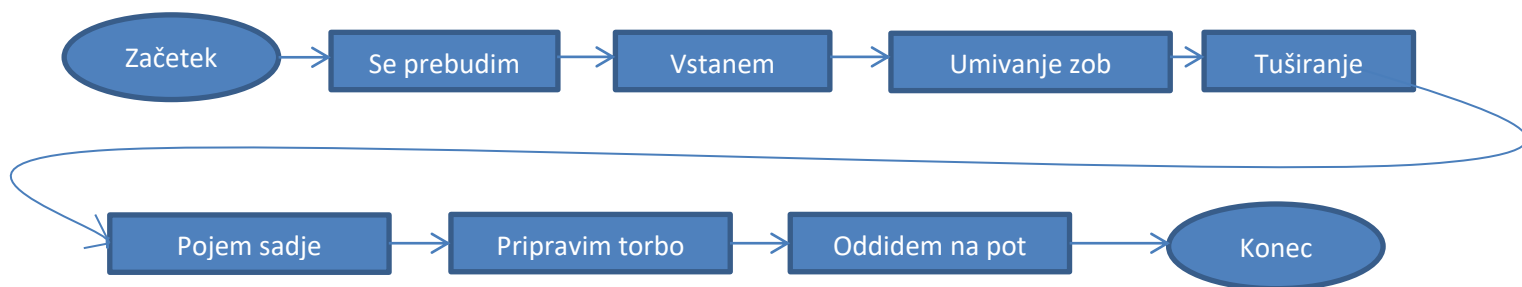 Začetek
Se prebudim
Vstanem
Umivanje zob
Tuširanje
Pojem sadje
Pripravim torbo
Oddidem na pot
Konec